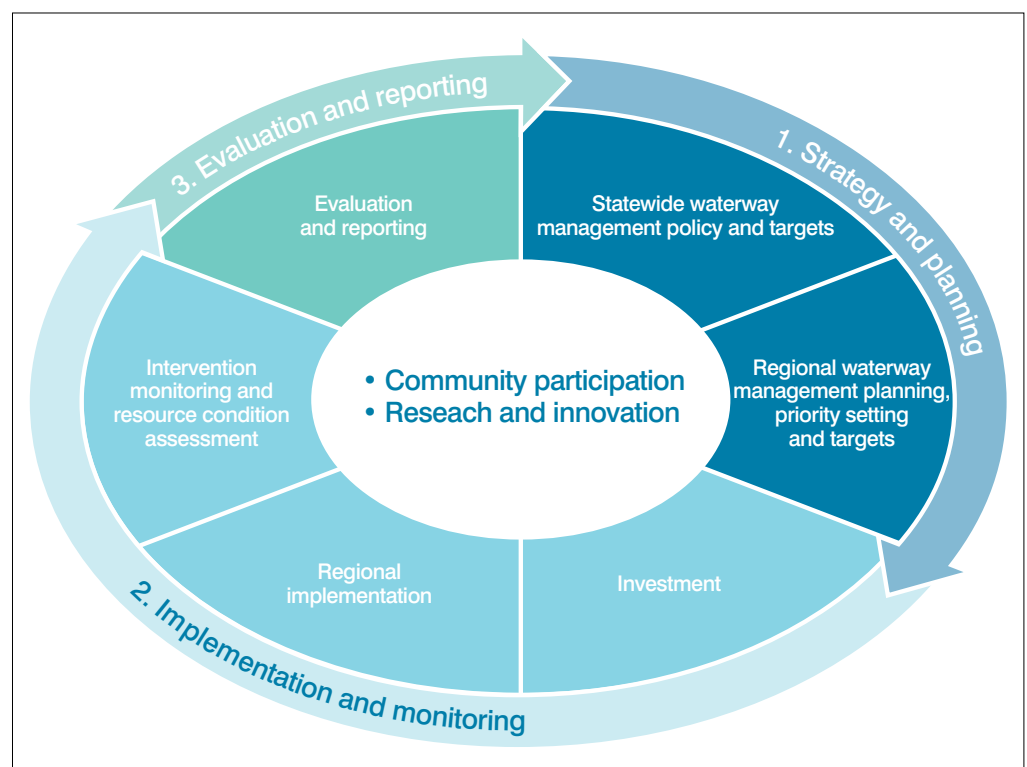 3. Evaluation and reporting
1. Strategy and planning
Evaluation
and reporting
Statewide waterway
management policy and targets
Intervention
monitoring and
resource condition
assessment
• Community participation
• Reseach and innovation
Regional waterway
management planning,
priority setting
and targets
Regional
implementation
Investment
2. Implementation and monitoring